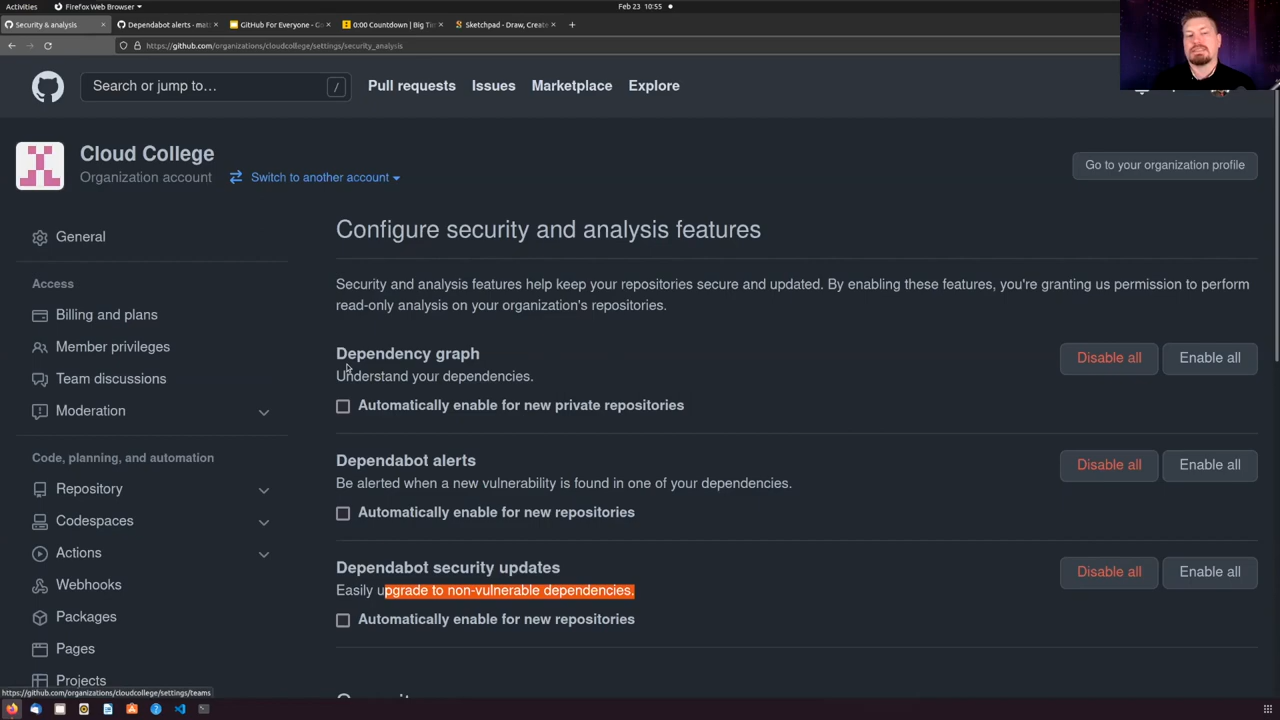 Activities
Firefox Web Browser
Feb 23 10:55
Security & analysis
Dependabot alerts - mat
GitHub For Everyone - Go
0:00 Countdown | Big Ti
Sketchpad - Draw, Create
https://github.com/organizations/cloudcollege/settings/security_analysis
Search or jump to…
/
Pull requests
Issues
Marketplace
Explore
Cloud College
Organization account
Switch to another account
Go to your organization profile
General
Access
Billing and plans
Member privileges
Team discussions
Moderation
Code, planning, and automation
Repository
Codespaces
Actions
Webhooks
Packages
Pages
Projects
Configure security and analysis features
Security and analysis features help keep your repositories secure and updated. By enabling these features, you're granting us permission to perform
read-only analysis on your organization's repositories.
Dependency graph
Understand your dependencies.
Automatically enable for new private repositories
Disable all
Enable all
Dependabot alerts
Be alerted when a new vulnerability is found in one of your dependencies.
Automatically enable for new repositories
Disable all
Enable all
Dependabot security updates
Easily upgrade to non-vulnerable dependencies.
Automatically enable for new repositories
Disable all
Enable all
https://github.com/organizations/cloudcollege/settings/teams